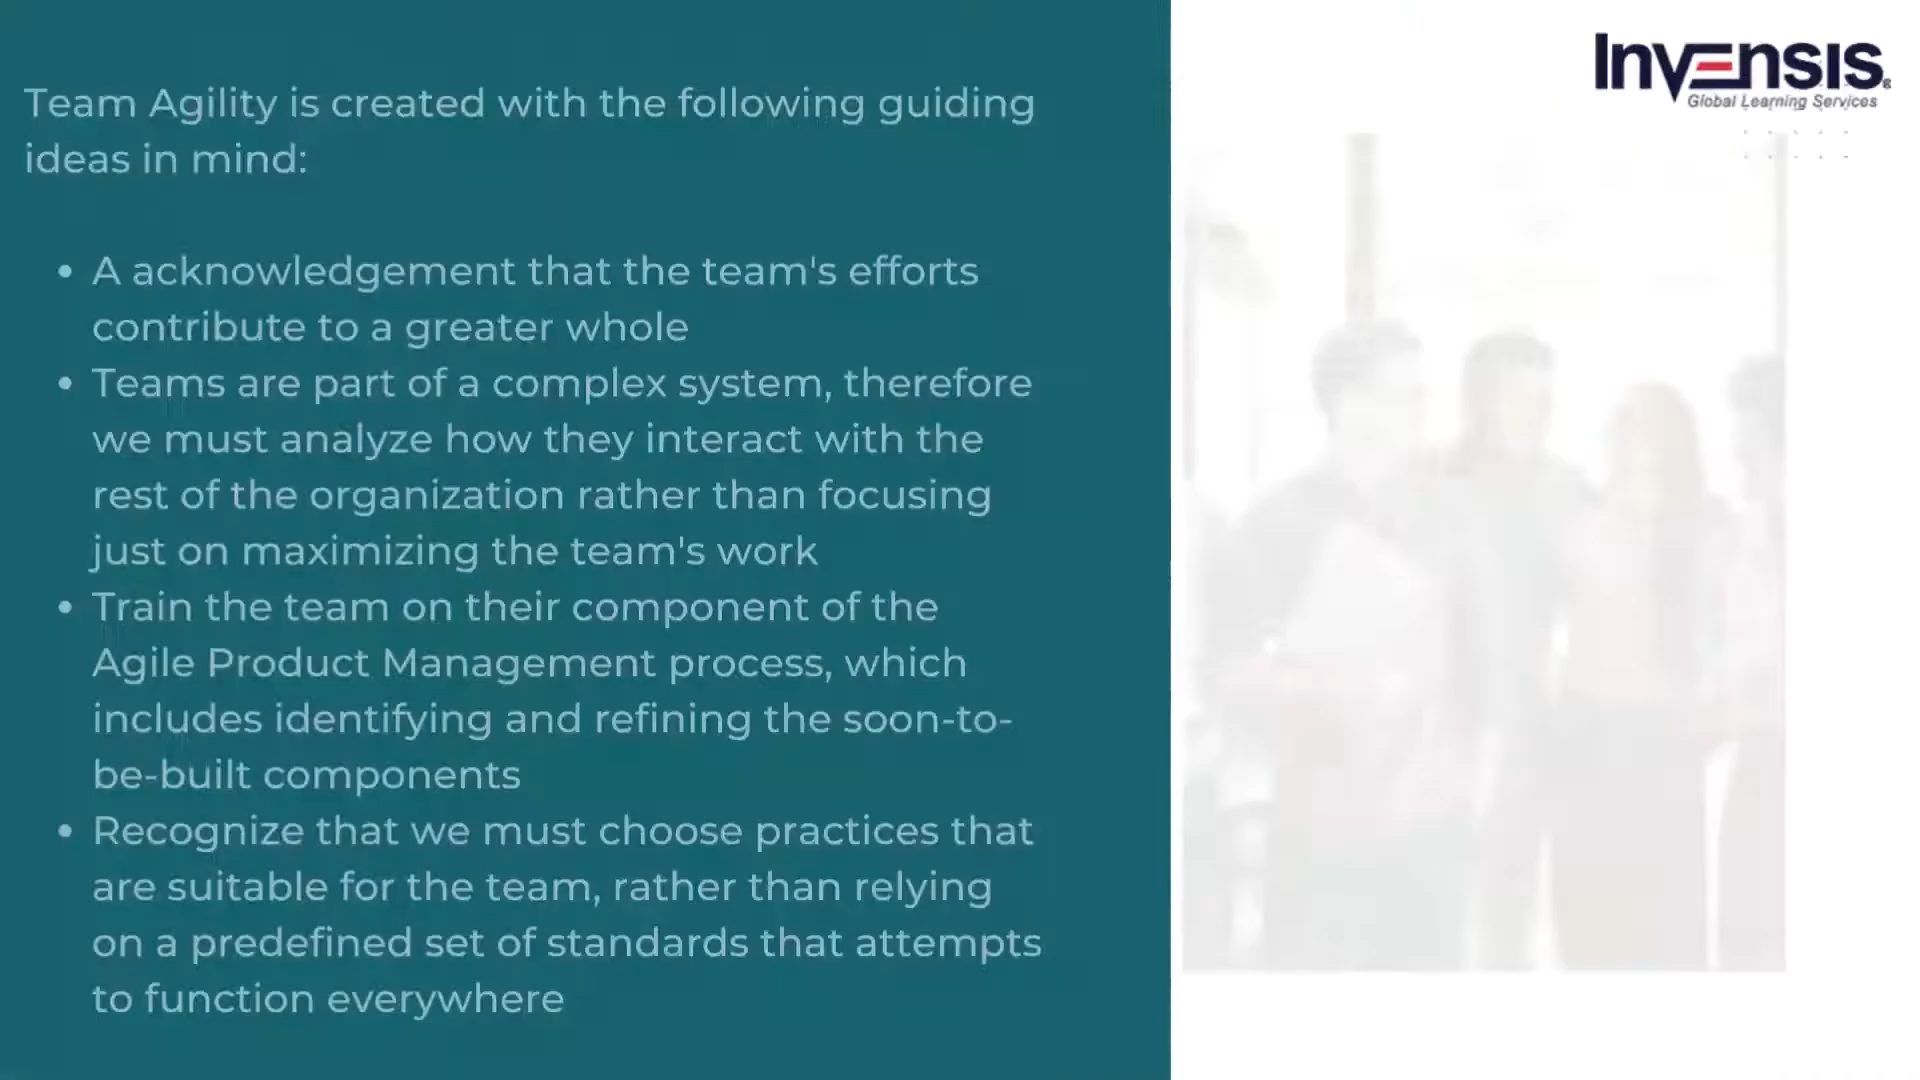 Invensis
Global Learning Services
Team Agility is created with the following guiding
ideas in mind:
• A acknowledgement that the team's efforts
contribute to a greater whole
• Teams are part of a complex system, therefore
we must analyze how they interact with the
rest of the organization rather than focusing
just on maximizing the team's work
• Train the team on their component of the
Agile Product Management process, which
includes identifying and refining the soon-to-
be-built components
• Recognize that we must choose practices that
are suitable for the team, rather than relying
on a predefined set of standards that attempts
to function everywhere